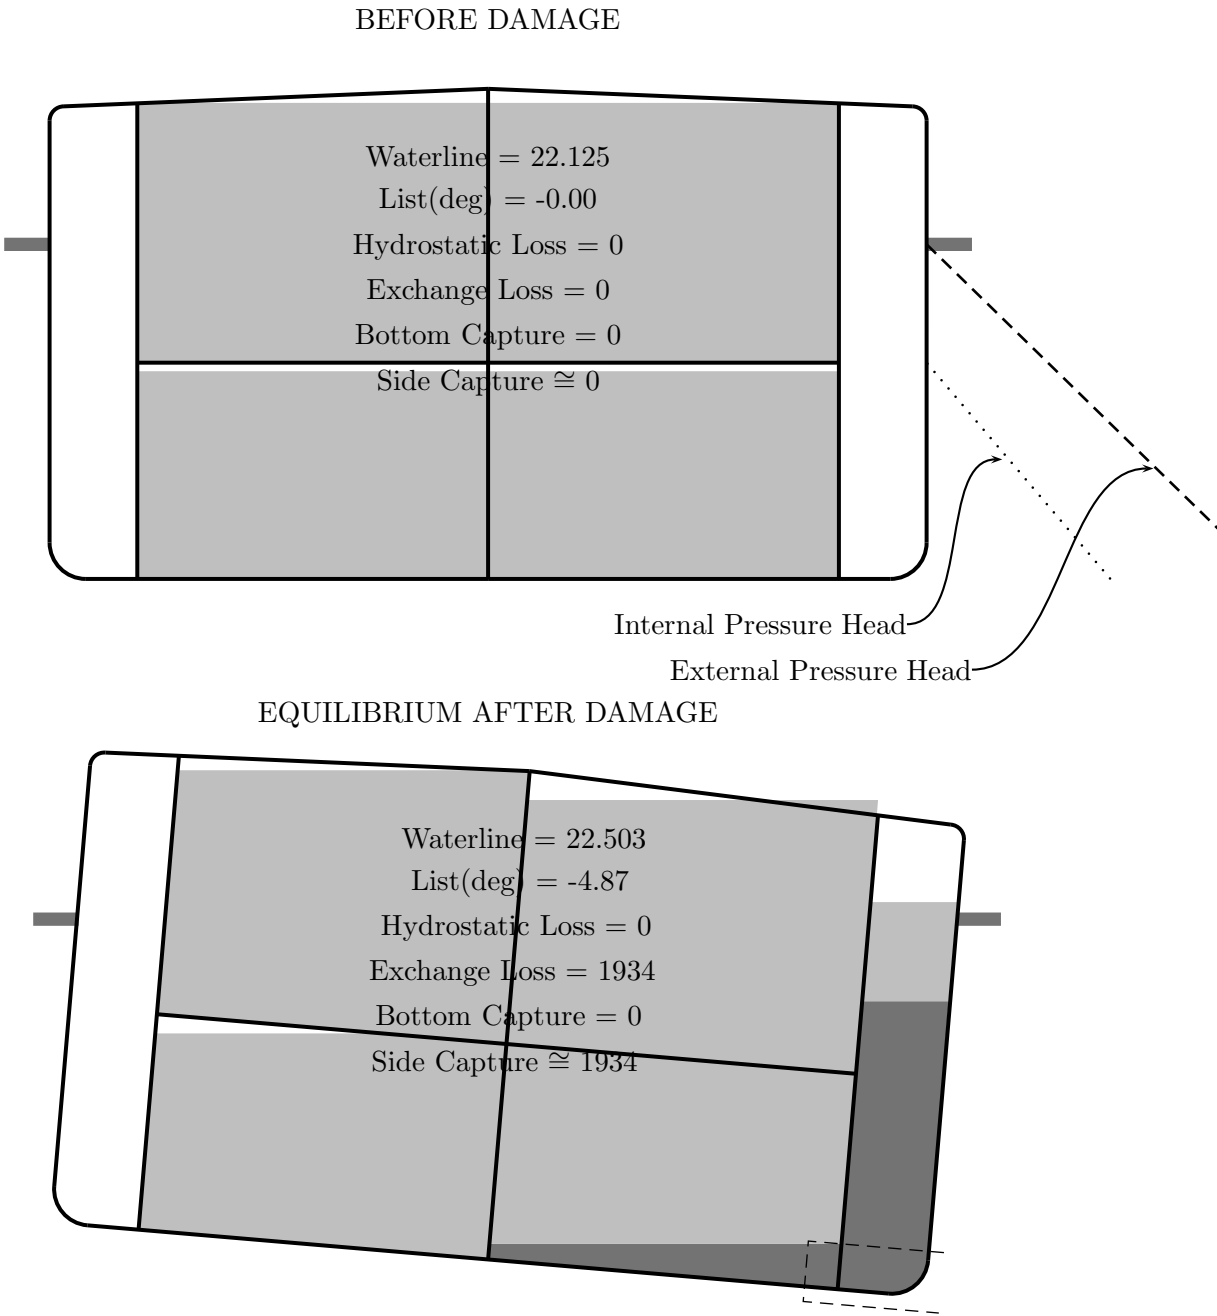 BEFORE DAMAGE
Waterline = 22.125
List(deg) = -0.00
Hydrostatic Loss = 0
Exchange Loss = 0
Bottom Capture = 0
Side Capture ≅ 0
Internal Pressure Head
External Pressure Head
EQUILIBRIUM AFTER DAMAGE
Waterline = 22.503
List(deg) = -4.87
Hydrostatic Loss = 0
Exchange Loss = 1934
Bottom Capture = 0
Side Capture ≅ 1934